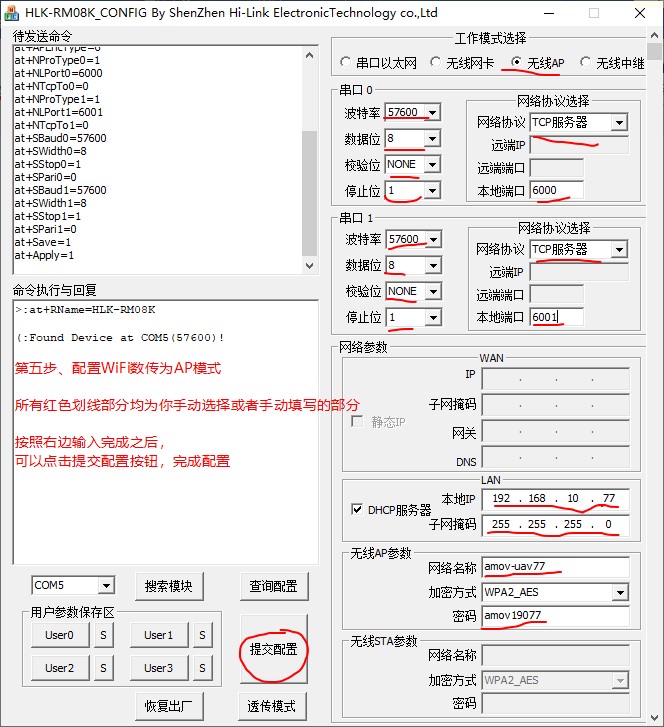 HLK-RM08K_CONFIG By ShenZhen Hi-Link ElectronicTechnology co.,Ltd
待发送命令
at+NProType0=1
at+NLPort0=6000
at+NTcpTo0=0
at+NProType1=1
at+NLPort1=6001
at+NTcpTo1=0
at+SBaud0=57600
at+SWidth0=8
at+SStop0=1
at+SPari0=0
at+SBaud1=57600
at+SWidth1=8
at+SStop1=1
at+SPari1=0
at+Save=1
at+Apply=1
命令执行与回复
>:at+RName=HLK-RM08K
(:Found Device at COM5(57600)!
第五步、配置WiFi数传为AP模式
所有红色划线部分均为你手动选择或者手动填写的部分
按照右边输入完成之后，
可以点击提交配置按钮，完成配置
COM5 搜索模块 查询配置
用户参数保存区
User0 S User1 S
User2 S User3 S
提交配置
恢复出厂 透传模式
工作模式选择
串口以太网 无线网卡 无线AP 无线中继
串口 0
波特率 57600
数据位 8
校验位 NONE
停止位 1
网络协议选择
网络协议 TCP服务器
远端IP
远端端口
本地端口 6000
串口 1
波特率 57600
数据位 8
校验位 NONE
停止位 1
网络协议选择
网络协议 TCP服务器
远端IP
远端端口
本地端口 6001
网络参数
WAN
静态IP
IP . . .
子网掩码 . . .
网关 . . .
DNS . . .
LAN
DHCP服务器
本地IP 192 . 168 . 10 . 77
子网掩码 255 . 255 . 255 . 0
无线AP参数
网络名称 amov-uav77
加密方式 WPA2_AES
密码 amov19077
无线STA参数
网络名称
加密方式 WPA2_AES
密码